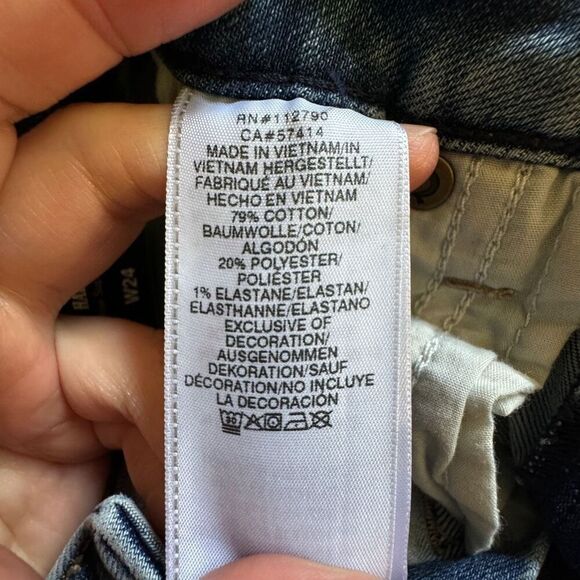 RN#112790
CA#57414
MADE IN VIETNAM/IN
VIETNAM HERGESTELLT/
FABRIQUÉ AU VIETNAM/
HECHO EN VIETNAM
79% COTTON/
BAUMWOLLE/COTON/
ALGODÓN
20% POLYESTER/
POLIÉSTER
1% ELASTANE/ELASTAN/
ELASTHANNE/ELASTANO
EXCLUSIVE OF
DECORATION/
AUSGENOMMEN
DEKORATION/SAUF
DÉCORATION/NO INCLUYE
LA DECORACIÓN
30
W24